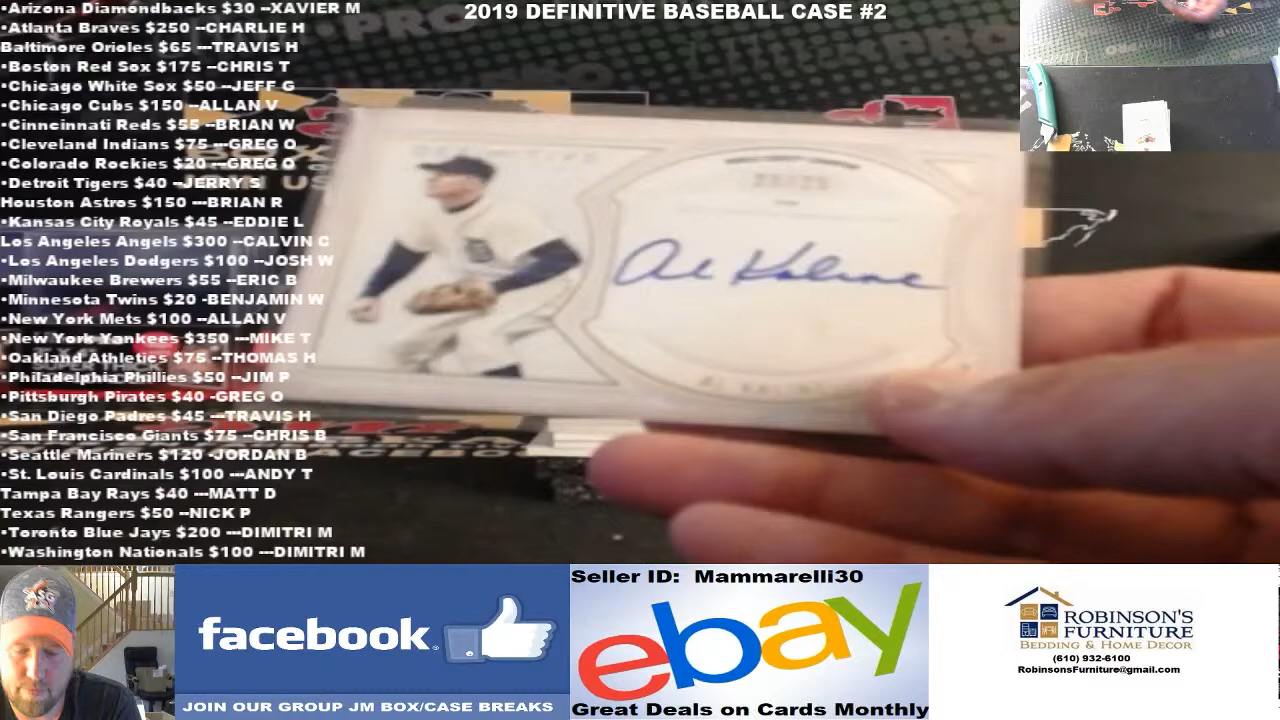 2019 DEFINITIVE BASEBALL CASE #2
•Arizona Diamondbacks $30 --XAVIER M
•Atlanta Braves $250 --CHARLIE H
Baltimore Orioles $65 ---TRAVIS H
•Boston Red Sox $175 --CHRIS T
•Chicago White Sox $50 --JEFF G
•Chicago Cubs $150 --ALLAN V
•Cinncinnati Reds $55 --BRIAN W
•Cleveland Indians $75 --GREG O
•Colorado Rockies $20 --GREG O
•Detroit Tigers $40 --JERRY S
Houston Astros $150 ---BRIAN R
•Kansas City Royals $45 --EDDIE L
Los Angeles Angels $300 --CALVIN C
•Los Angeles Dodgers $100 --JOSH W
•Milwaukee Brewers $55 --ERIC B
•Minnesota Twins $20 -BENJAMIN W
•New York Mets $100 --ALLAN V
•New York Yankees $350 ---MIKE T
•Oakland Athletics $75 --THOMAS H
•Philadelphia Phillies $50 --JIM P
•Pittsburgh Pirates $40 -GREG O
•San Diego Padres $45 ---TRAVIS H
•San Francisco Giants $75 --CHRIS B
•Seattle Mariners $120 -JORDAN B
•St. Louis Cardinals $100 ---ANDY T
Tampa Bay Rays $40 ---MATT D
Texas Rangers $50 --NICK P
•Toronto Blue Jays $200 ---DIMITRI M
•Washington Nationals $100 ---DIMITRI M
Al Kaline
facebook.
JOIN OUR GROUP JM BOX/CASE BREAKS
Seller ID: Mammarelli30
ebay
Great Deals on Cards Monthly
ROBINSON'S
FURNITURE
BEDDING & HOME DECOR
(610) 932-6100
RobinsonsFurniture@gmail.com